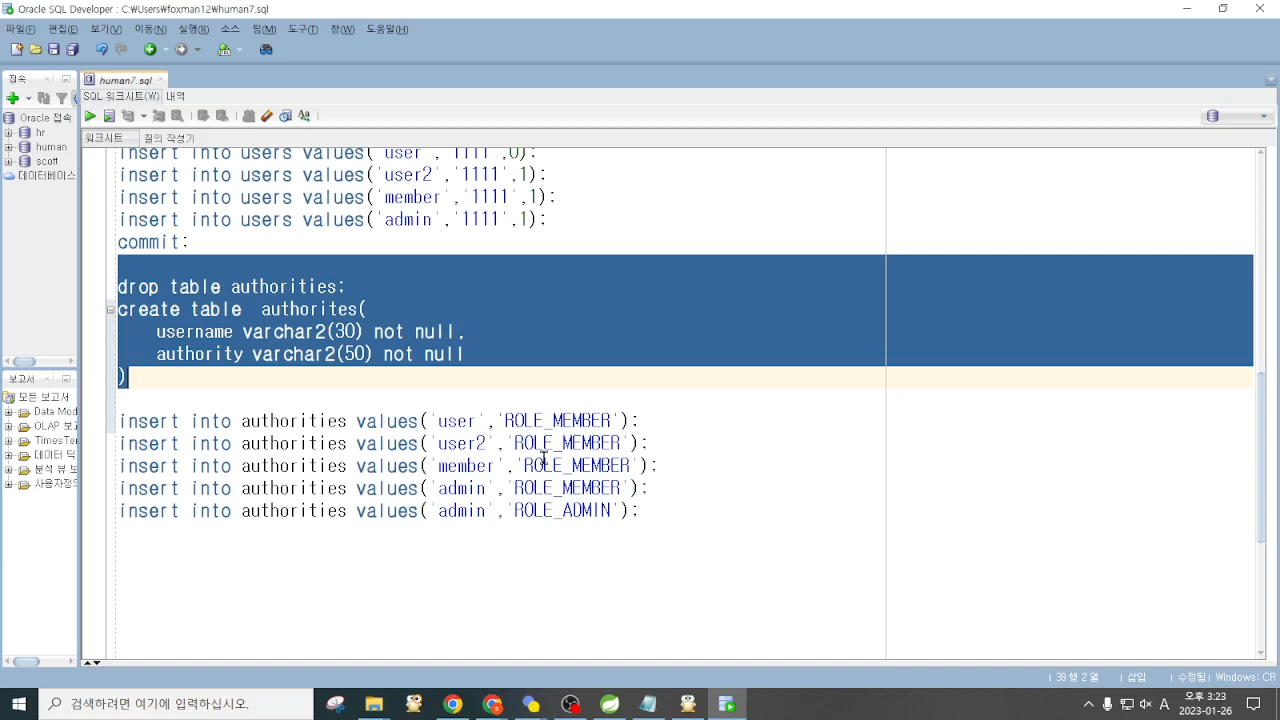 Oracle SQL Developer : C:\Users\foxman12\human7.sql
파일(F) 편집(E) 보기(V) 이동(N) 실행(R) 소스 팀(M) 도구(T) 창(W) 도움말(H)
접속
human7.sql
SQL 워크시트(W) 내역
Oracle 접속
hr
human
scott
데이터베이스
워크시트 질의 작성기
insert into users values('user','1111',0);
insert into users values('user2','1111',1);
insert into users values('member','1111',1);
insert into users values('admin','1111',1);
commit;
drop table authorities;
create table  authorites(
username varchar2(30) not null,
authority varchar2(50) not null
)
insert into authorities values('user','ROLE_MEMBER');
insert into authorities values('user2','ROLE_MEMBER');
insert into authorities values('member','ROLE_MEMBER');
insert into authorities values('admin','ROLE_MEMBER');
insert into authorities values('admin','ROLE_ADMIN');
보고서
모든 보고서
Data Mod
OLAP 보고
TimesTen
데이터 딕
분석 뷰 보
사용자정의
39행 2열 삽입 수정됨 Windows: CR
검색하려면 여기에 입력하십시오.
A
오후 3:23
2023-01-26